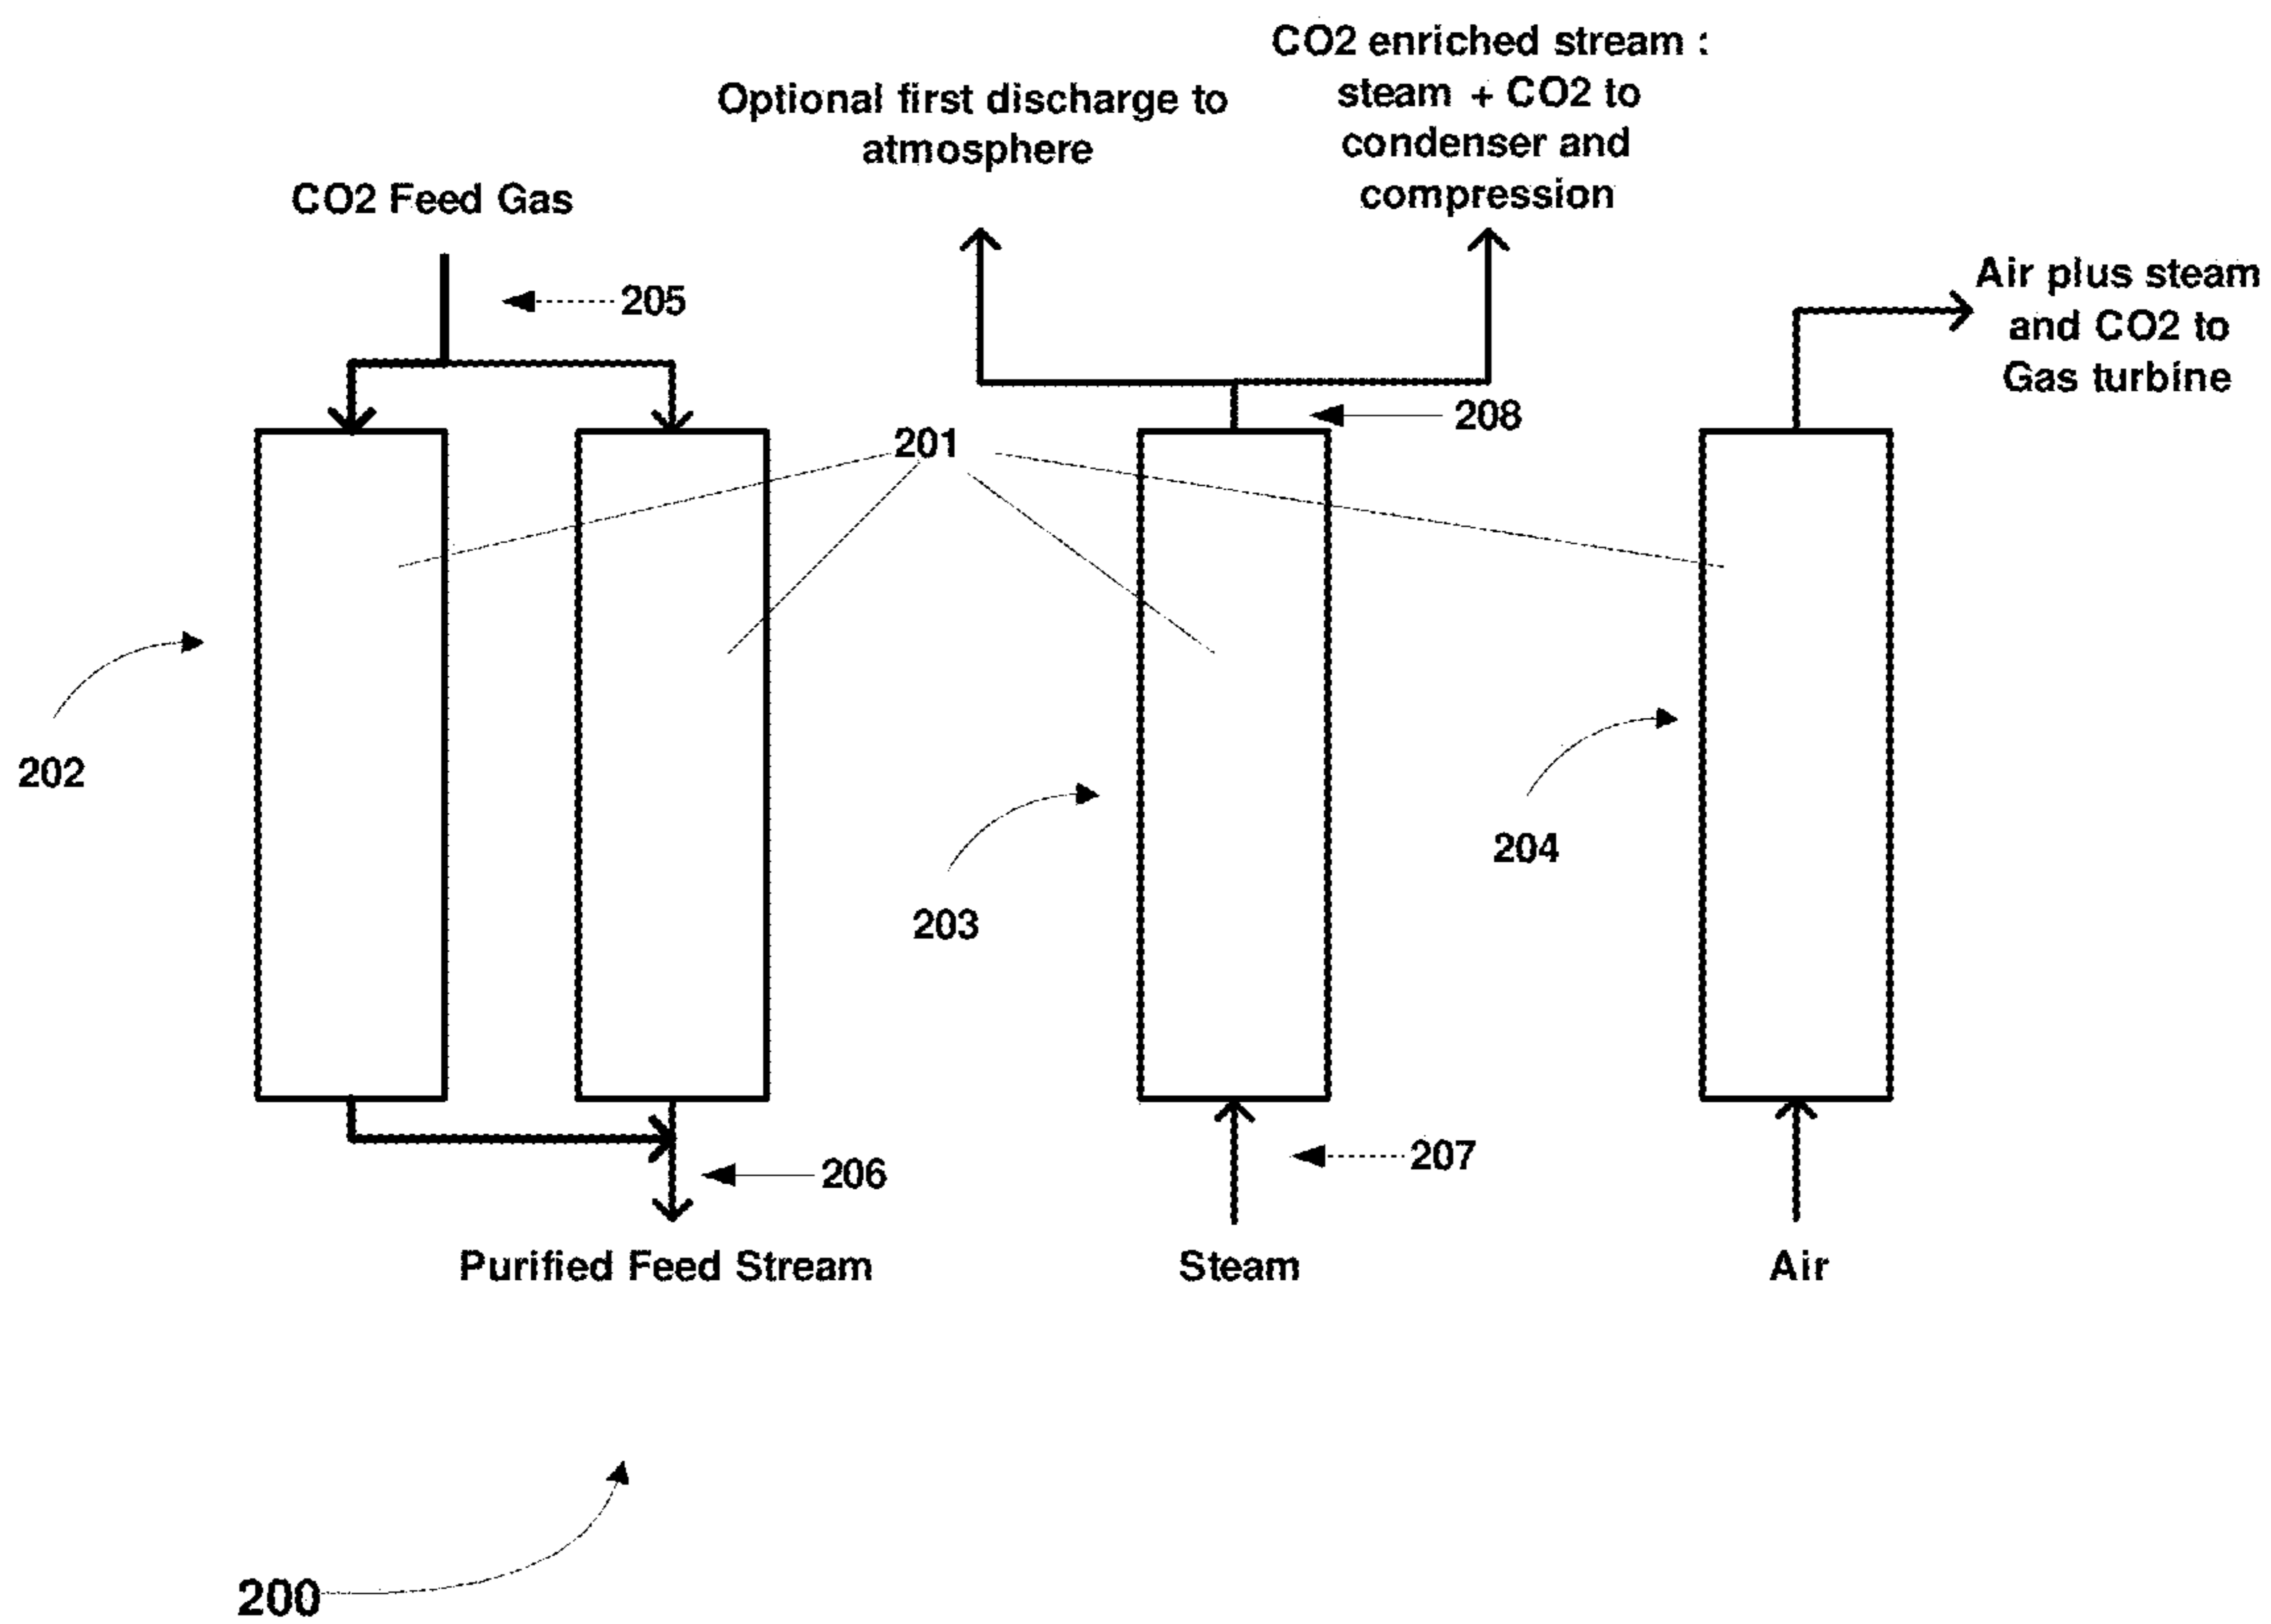 CO2 enriched stream :
steam + CO2 to
condenser and
compression
Optional first discharge to
atmosphere
CO2 Feed Gas
205
Air plus steam
and CO2 to
Gas turbine
208
201
202
203
204
206
207
Purified Feed Stream
Steam
Air
200